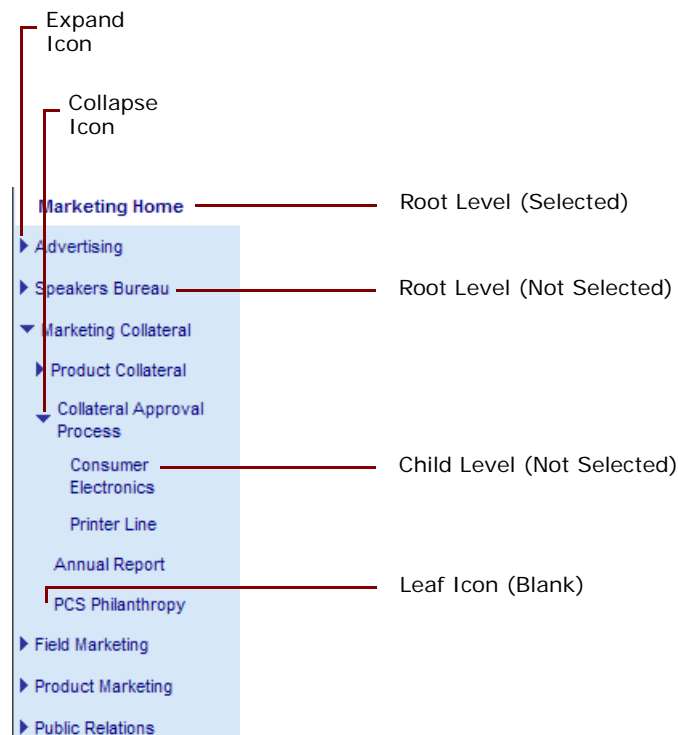 Expand
Icon
Collapse
Icon
Marketing Home
Root Level (Selected)
Advertising
Speakers Bureau
Root Level (Not Selected)
Marketing Collateral
Product Collateral
Collateral Approval
Process
Consumer
Electronics
Child Level (Not Selected)
Printer Line
Annual Report
Leaf Icon (Blank)
PCS Philanthropy
Field Marketing
Product Marketing
Public Relations